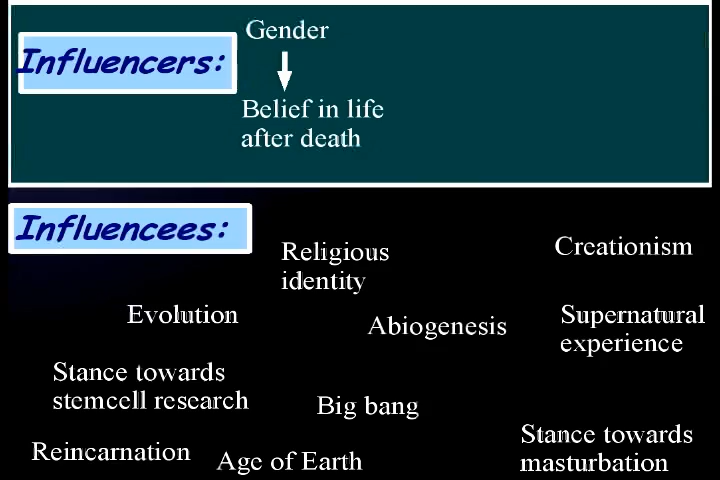 Gender
Influencers:
Belief in life
after death
Influencees:
Religious
identity
Creationism
Evolution
Abiogenesis
Supernatural
experience
Stance towards
stemcell research
Big bang
Stance towards
masturbation
Reincarnation
Age of Earth